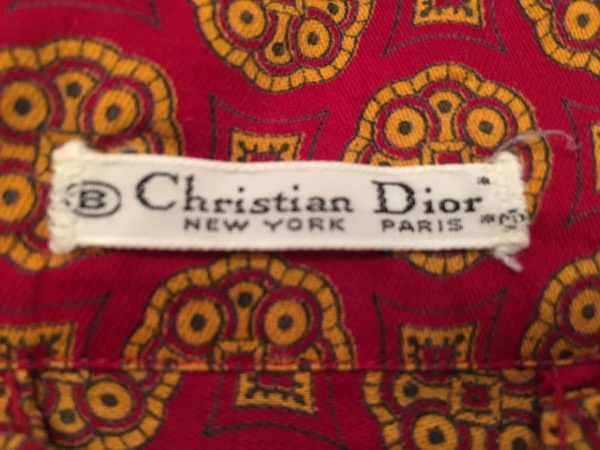 B Christian Dior*
NEW YORK PARIS*